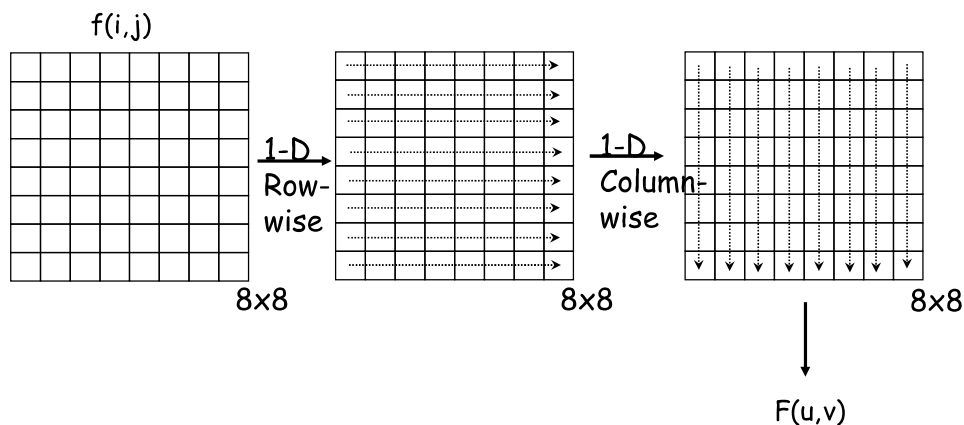 f(i,j)
1-D
Row-
wise
8x8
1-D
Column-
wise
8x8
8x8
F(u,v)